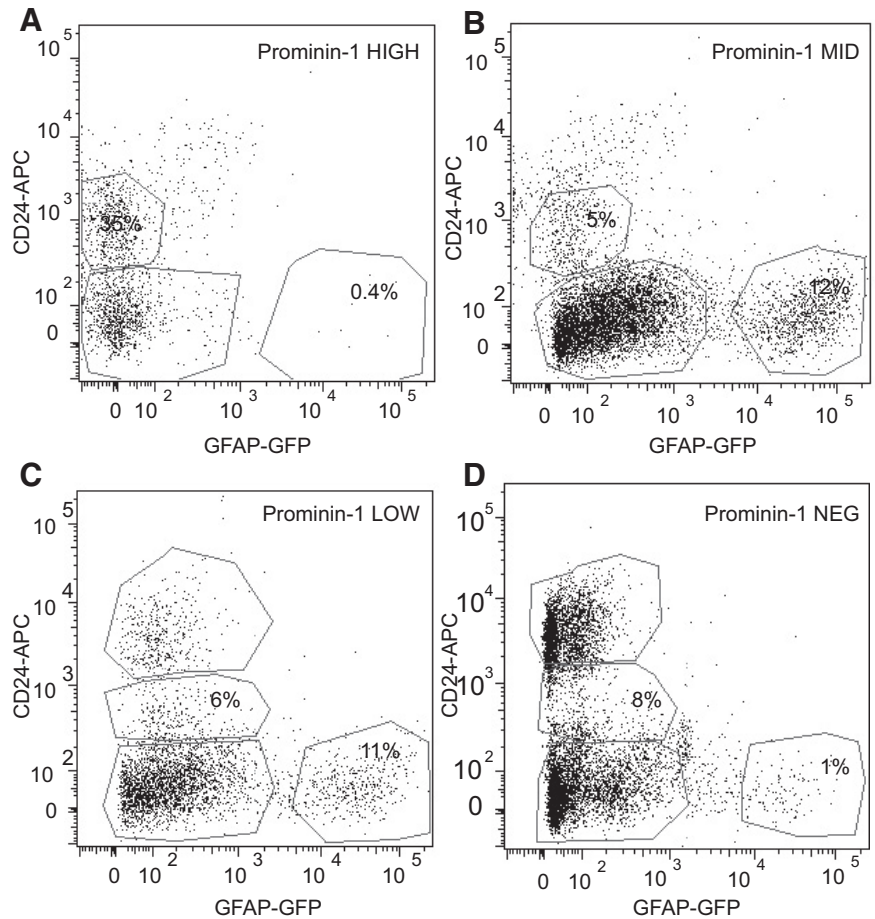 A
Prominin-1 HIGH
CD24-APC
10 5
10 4
10 3
10 2
0
35%
0.4%
0 10 2 10 3 10 4 10 5
GFAP-GFP
B
Prominin-1 MID
CD24-APC
10 5
10 4
10 3
10 2
0
5%
12%
0 10 2 10 3 10 4 10 5
GFAP-GFP
C
Prominin-1 LOW
CD24-APC
10 5
10 4
10 3
10 2
0
6%
11%
0 10 2 10 3 10 4 10 5
GFAP-GFP
D
Prominin-1 NEG
CD24-APC
10 5
10 4
10 3
10 2
0
8%
1%
0 10 2 10 3 10 4 10 5
GFAP-GFP